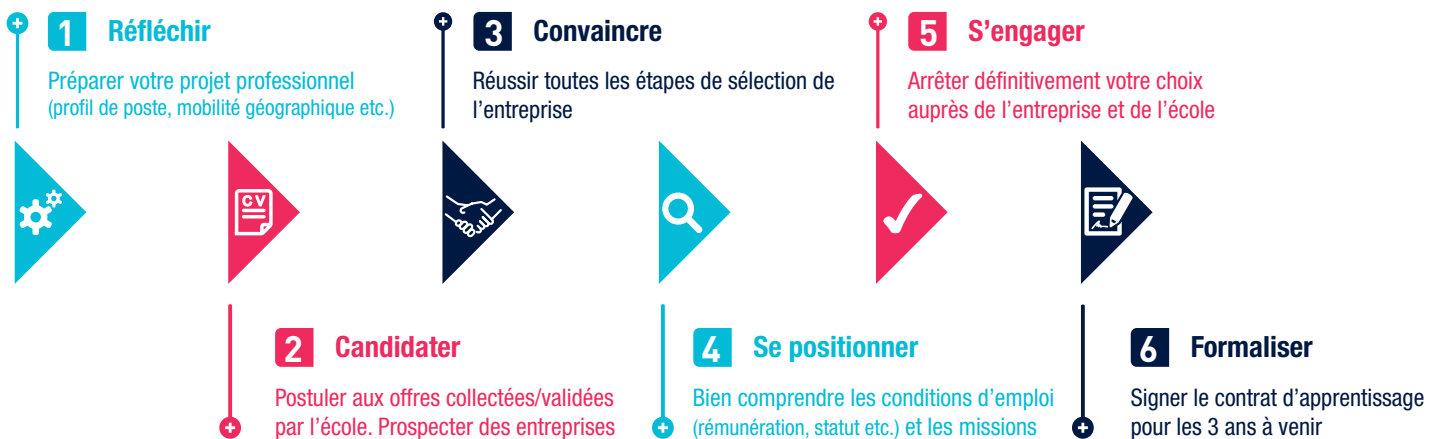 1 Réfléchir
Préparer votre projet professionnel
(profil de poste, mobilité géographique etc.)
CV
2 Candidater
Postuler aux offres collectées/validées
par l'école. Prospecter des entreprises
3 Convaincre
Réussir toutes les étapes de sélection de
l'entreprise
4 Se positionner
Bien comprendre les conditions d'emploi
(rémunération, statut etc.) et les missions
5 S'engager
Arrêter définitivement votre choix
auprès de l'entreprise et de l'école
6 Formaliser
Signer le contrat d'apprentissage
pour les 3 ans à venir